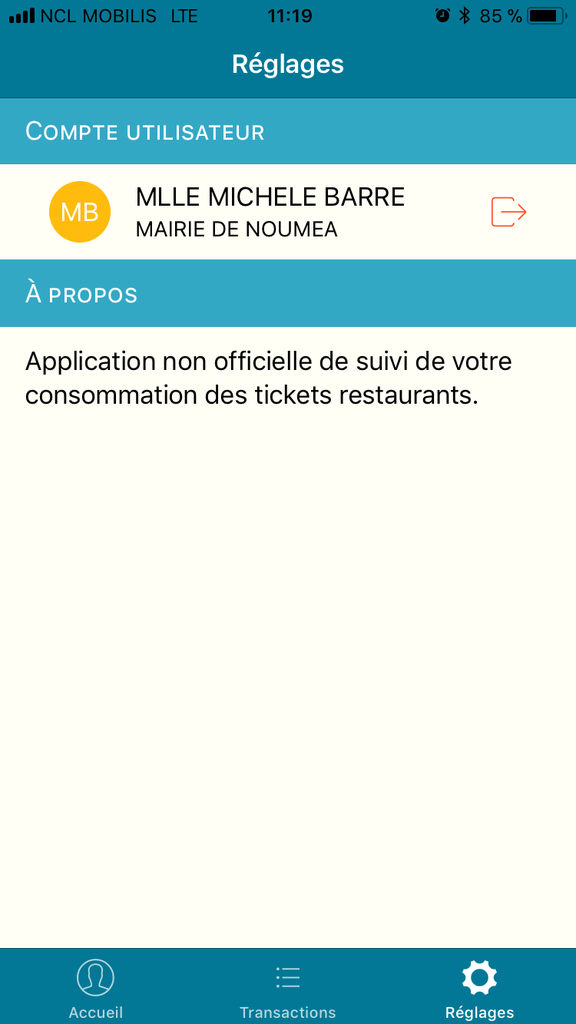 NCL MOBILIS LTE 11:19 85 %
Réglages
COMPTE UTILISATEUR
MB
MLLE MICHELE BARRE
MAIRIE DE NOUMEA
À PROPOS
Application non officielle de suivi de votre
consommation des tickets restaurants.
Accueil Transactions Réglages